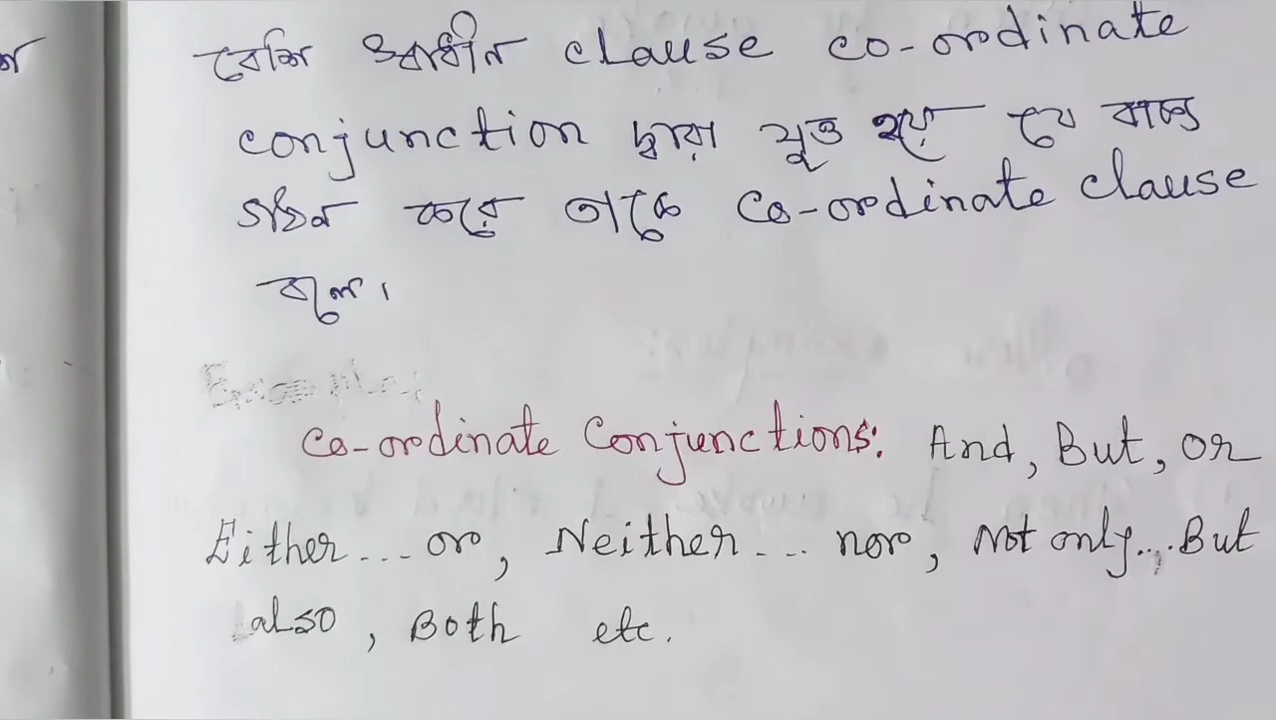 বেশি স্বাধীন clause co-ordinate
conjunction দ্বারা যুক্ত হয়ে যে বাক্য
গঠন করে তাকে Co-ordinate clause
বলে।
Co-ordinate Conjunctions: And, But, or
Either... or, Neither... nor, Not only... But
also, Both etc.